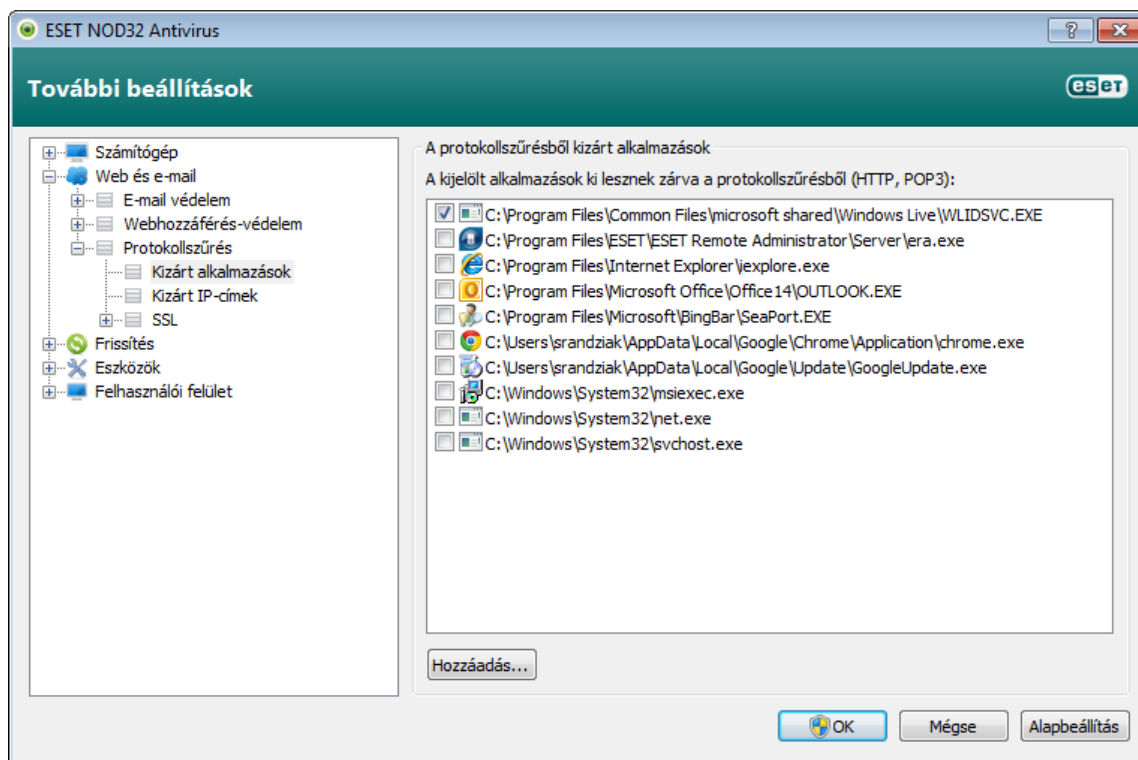 ESET NOD32 Antivirus
További beállítások
eseT
Számítógép
Web és e-mail
E-mail védelem
Webhozzáférés-védelem
Protokollszűrés
Kizárt alkalmazások
Kizárt IP-címek
SSL
Frissítés
Eszközök
Felhasználói felület
A protokollszűrésből kizárt alkalmazások
A kijelölt alkalmazások ki lesznek zárva a protokollszűrésből (HTTP, POP3):
C:\Program Files\Common Files\microsoft shared\Windows Live\WLIDSVC.EXE
C:\Program Files\ESET\ESET Remote Administrator\Server\era.exe
C:\Program Files\Internet Explorer\iexplore.exe
C:\Program Files\Microsoft Office\Office14\OUTLOOK.EXE
C:\Program Files\Microsoft\BingBar\SeaPort.EXE
C:\Users\srandziak\AppData\Local\Google\Chrome\Application\chrome.exe
C:\Users\srandziak\AppData\Local\Google\Update\GoogleUpdate.exe
C:\Windows\System32\msiexec.exe
C:\Windows\System32\net.exe
C:\Windows\System32\svchost.exe
Hozzáadás...
OK
Mégse
Alapbeállítás